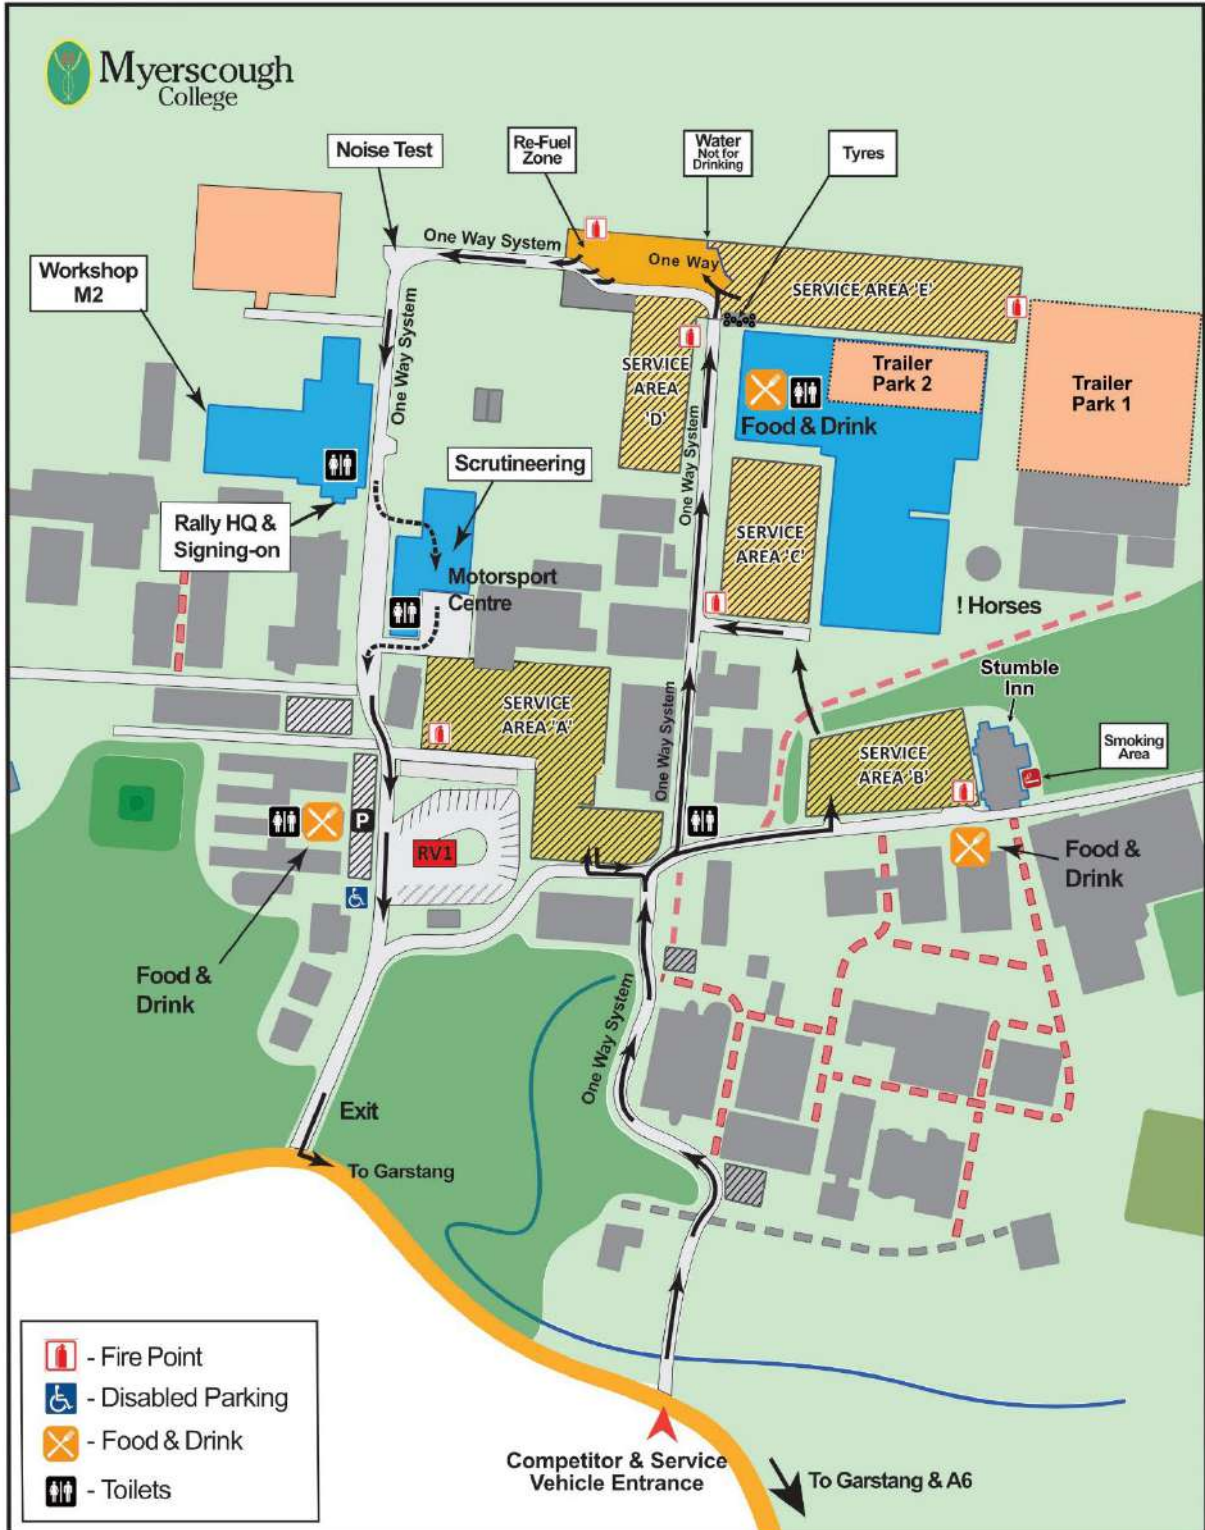 Myerscough
College
Noise Test
Re-Fuel
Zone
Water
Not for
Drinking
Tyres
One Way System
One Way
SERVICE AREA 'E'
Workshop
M2
One Way System
SERVICE
AREA
'D'
Trailer
Park 2
Trailer
Park 1
Food & Drink
One Way System
Scrutineering
Rally HQ &
Signing-on
SERVICE
AREA 'C'
Motorsport
Centre
! Horses
Stumble
Inn
SERVICE
AREA 'A'
One Way System
SERVICE
AREA 'B'
Smoking
Area
P
RV1
Food &
Drink
Food &
Drink
One Way System
Exit
To Garstang
- Fire Point
- Disabled Parking
- Food & Drink
- Toilets
Competitor & Service
Vehicle Entrance
To Garstang & A6